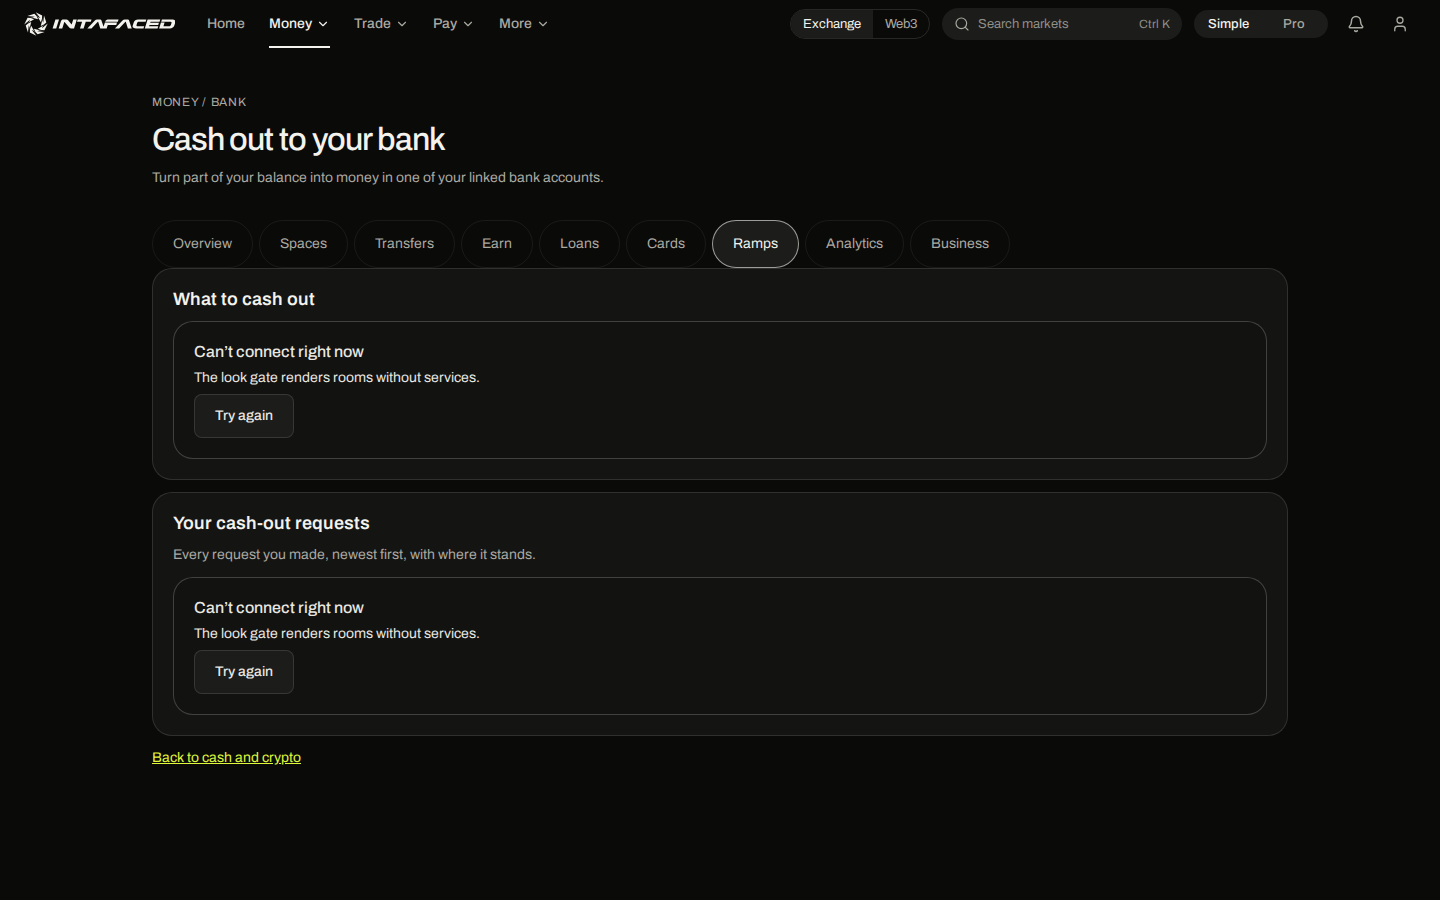 INTAFACED
Home
Money
Trade
Pay
More
Exchange
Web3
Search markets
Ctrl K
Simple
Pro
MONEY / BANK
Cash out to your bank
Turn part of your balance into money in one of your linked bank accounts.
Overview
Spaces
Transfers
Earn
Loans
Cards
Ramps
Analytics
Business
What to cash out
Can’t connect right now
The look gate renders rooms without services.
Try again
Your cash-out requests
Every request you made, newest first, with where it stands.
Can’t connect right now
The look gate renders rooms without services.
Try again
Back to cash and crypto